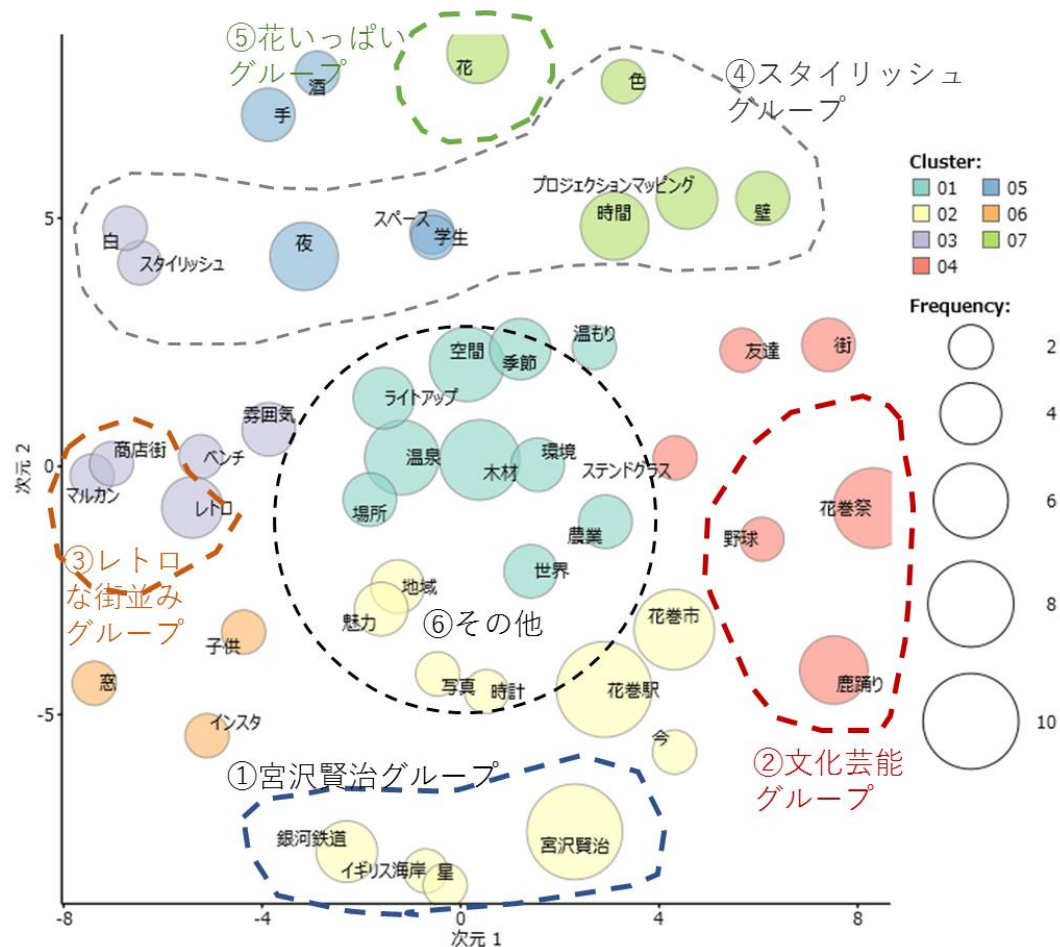 ⑤花いっぱい
グループ
花
酒
手
色
④スタイリッシュ
グループ
プロジェクションマッピング
時間
壁
スペース
学生
夜
白
スタイリッシュ
5
0
-5
次元 2
空間
季節
温もり
ライトアップ
友達
街
雰囲気
商店街
ベンチ
マルカン
レトロ
温泉
木材
環境
ステンドグラス
場所
農業
世界
花巻祭
野球
③レトロ
な街並み
グループ
地域
魅力
⑥その他
花巻市
子供
窓
写真
時計
花巻駅
鹿踊り
インスタ
今
①宮沢賢治グループ
②文化芸能
グループ
銀河鉄道
イギリス海岸
星
宮沢賢治
-8
-4
0
4
8
次元 1
Cluster:
01
02
03
04
05
06
07
Frequency:
2
4
6
8
10